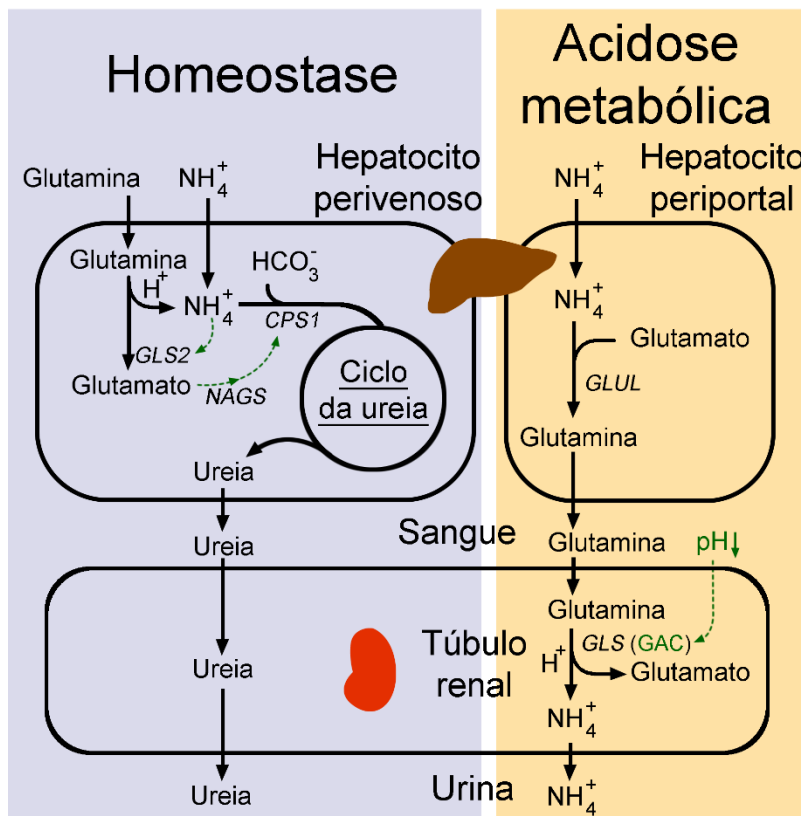 Homeostase
Acidose
metabólica
Hepatocito
perivenoso
Hepatocito
periportal
Glutamina
NH4+
Glutamina
H+
NH4+
HCO3-
CPS1
GLS2
Glutamato
NAGS
Ciclo
da ureia
Ureia
NH4+
NH4+
Glutamato
GLUL
Glutamina
Sangue
Ureia
Glutamina
pH↓
Túbulo
renal
Ureia
Glutamina
GLS (GAC)
H+
Glutamato
NH4+
Urina
Ureia
NH4+